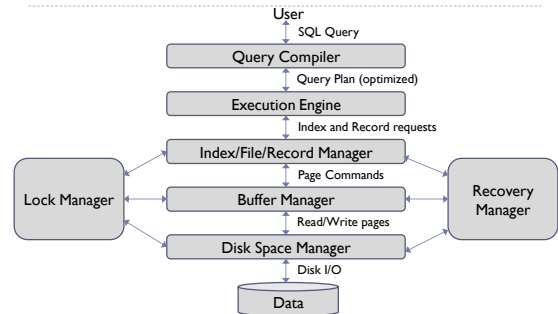 User
SQL Query
Query Compiler
Query Plan (optimized)
Execution Engine
Index and Record requests
Index/File/Record Manager
Page Commands
Lock Manager
Buffer Manager
Recovery
Manager
Read/Write pages
Disk Space Manager
Disk I/O
Data